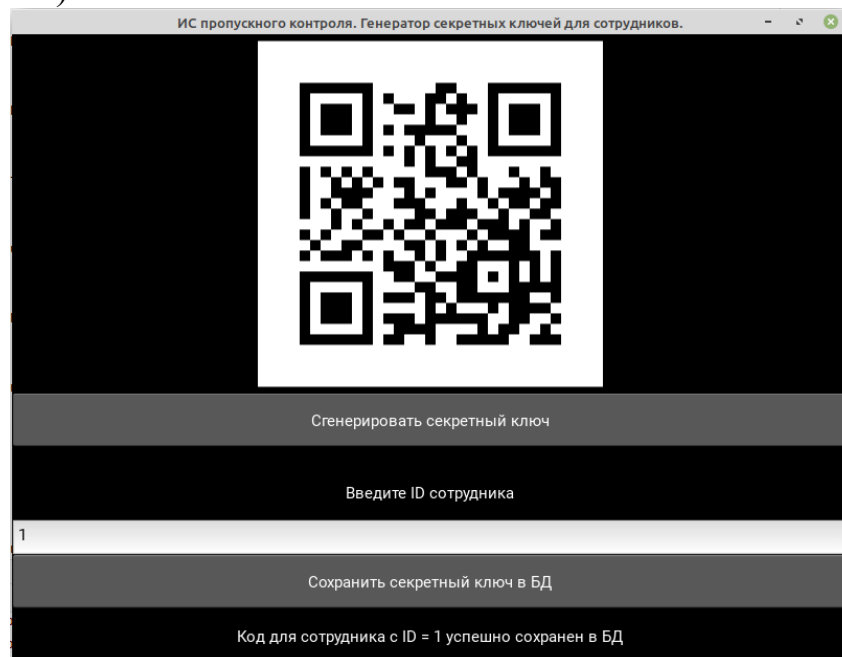 ИС пропускного контроля. Генератор секретных ключей для сотрудников.
Сгенерировать секретный ключ
Введите ID сотрудника
1
Сохранить секретный ключ в БД
Код для сотрудника с ID = 1 успешно сохранен в БД